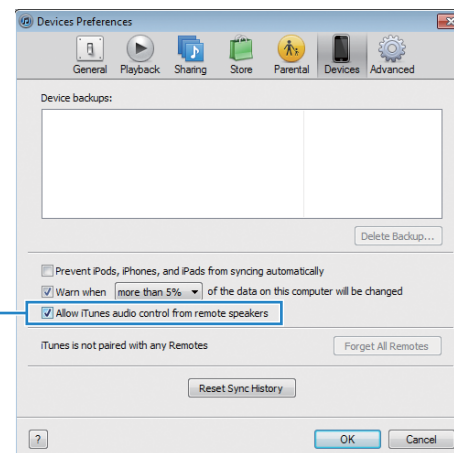 Devices Preferences
General Playback Sharing Store Parental Devices Advanced
Device backups:
Delete Backup...
Prevent iPods, iPhones, and iPads from syncing automatically
Warn when more than 5% of the data on this computer will be changed
Allow iTunes audio control from remote speakers
iTunes is not paired with any Remotes Forget All Remotes
Reset Sync History
? OK Cancel